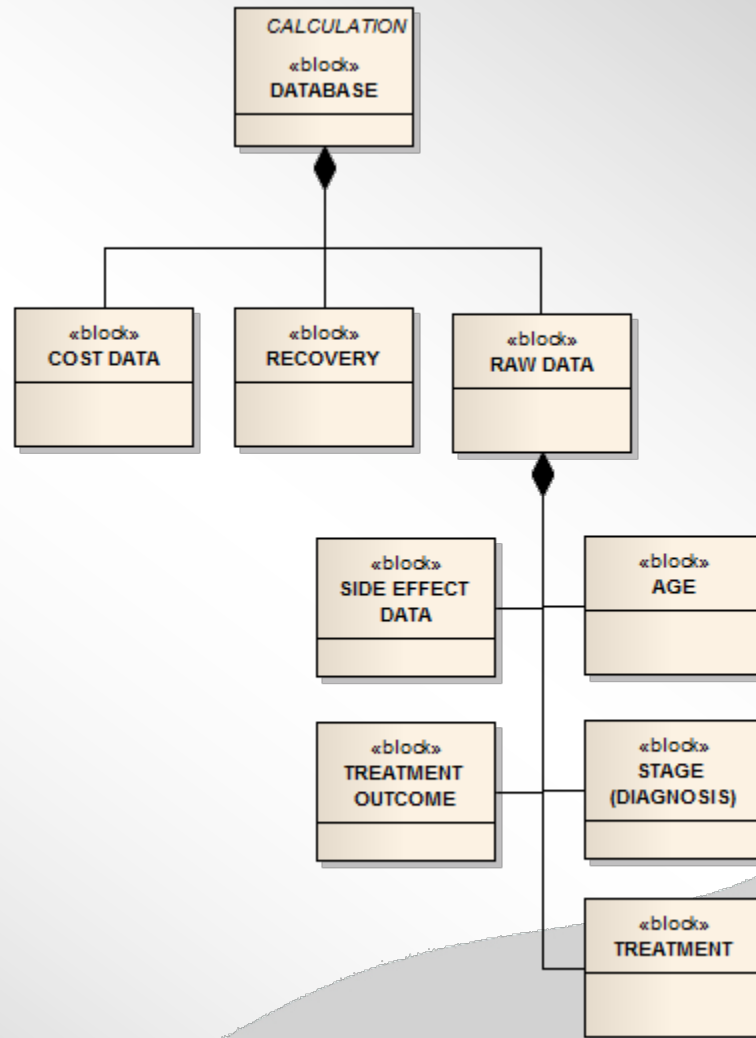 CALCULATION
«block»
DATABASE
«block»
COST DATA
«block»
RECOVERY
«block»
RAW DATA
«block»
SIDE EFFECT
DATA
«block»
AGE
«block»
TREATMENT
OUTCOME
«block»
STAGE
(DIAGNOSIS)
«block»
TREATMENT